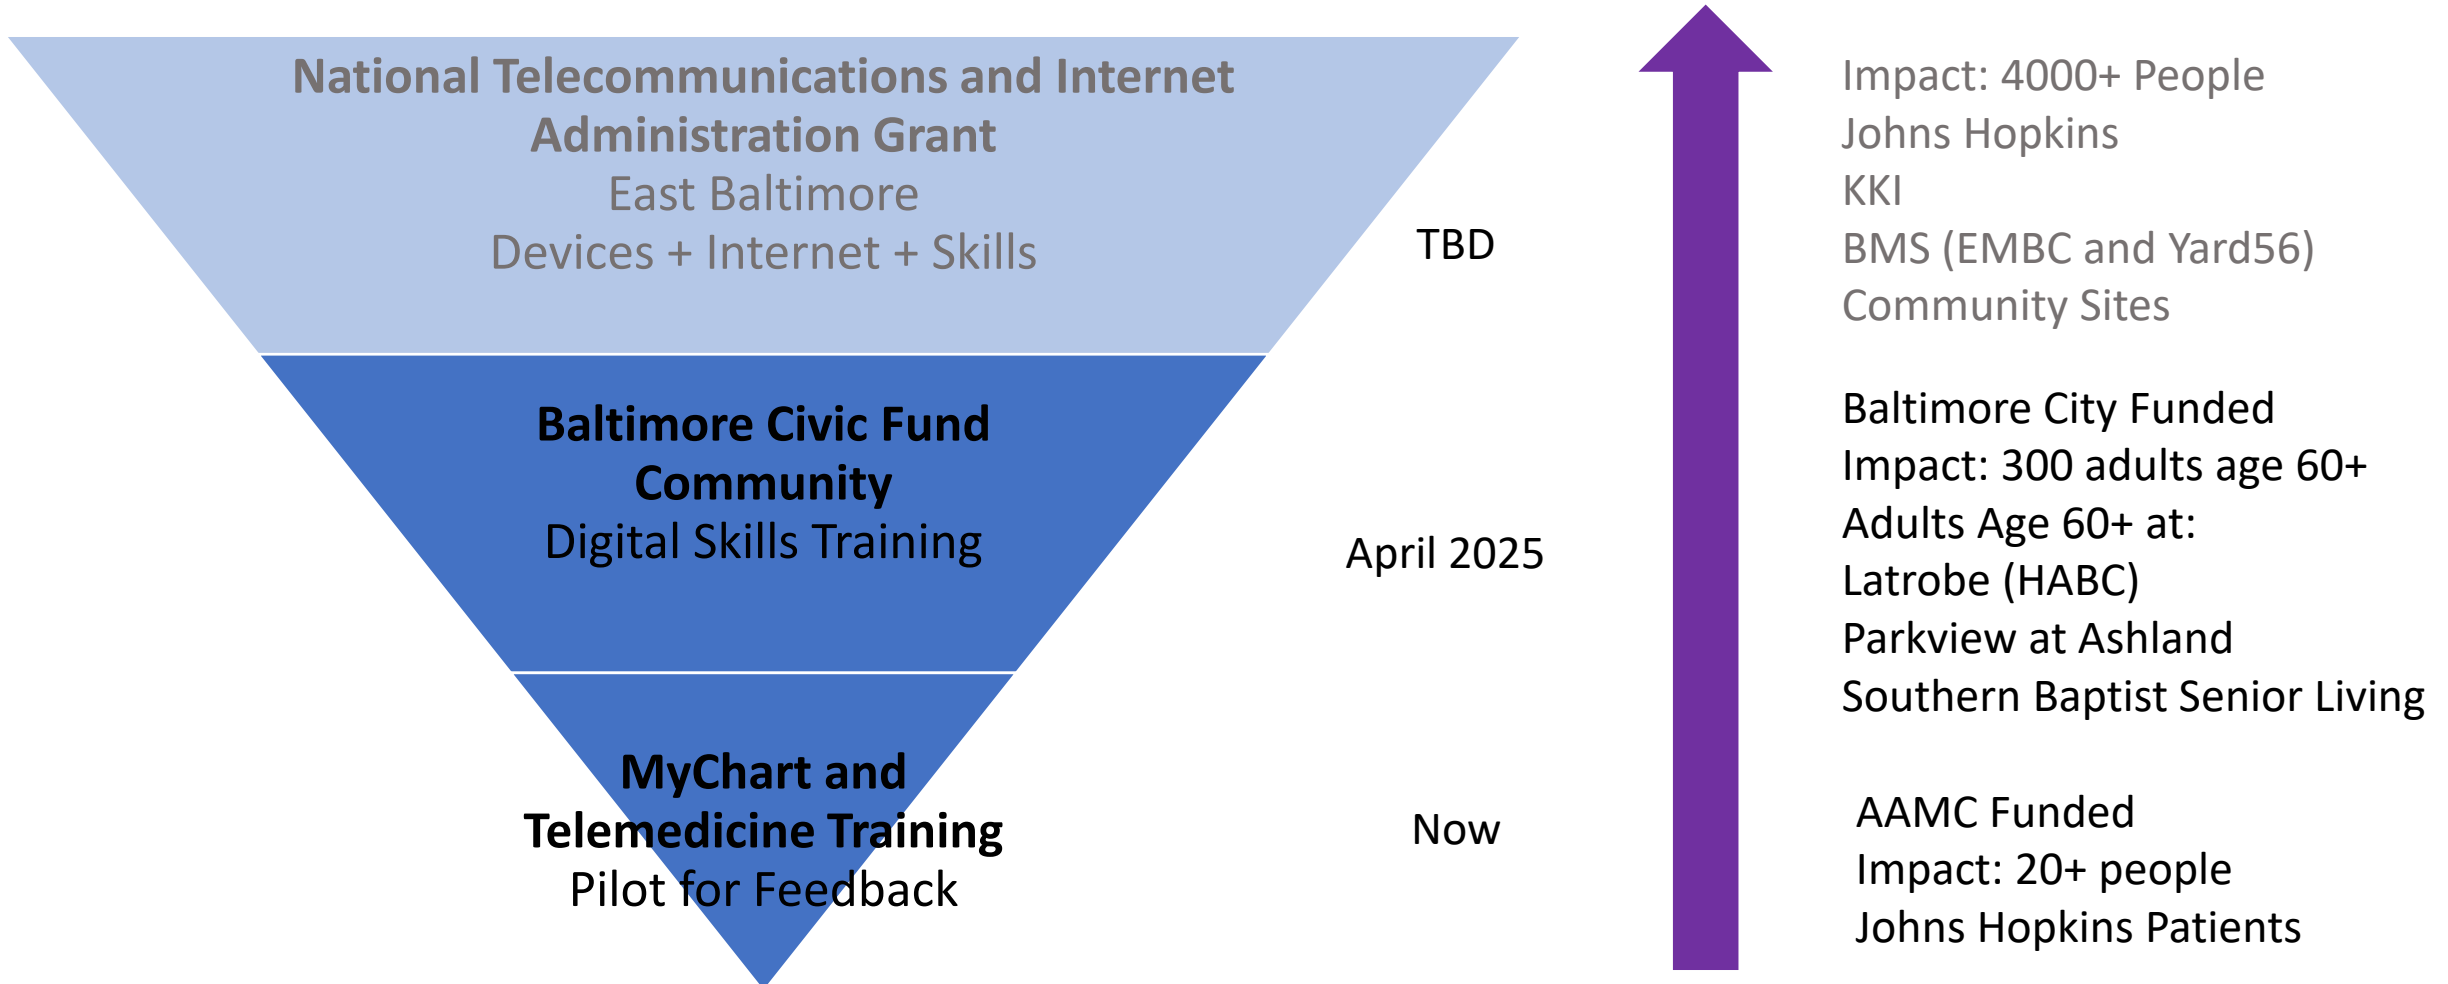 National Telecommunications and Internet
Administration Grant
East Baltimore
Devices + Internet + Skills
TBD
Impact: 4000+ People
Johns Hopkins
KKI
BMS (EMBC and Yard56)
Community Sites
Baltimore Civic Fund
Community
Digital Skills Training
April 2025
Baltimore City Funded
Impact: 300 adults age 60+
Adults Age 60+ at:
Latrobe (HABC)
Parkview at Ashland
Southern Baptist Senior Living
MyChart and
Telemedicine Training
Pilot for Feedback
Now
AAMC Funded
Impact: 20+ people
Johns Hopkins Patients